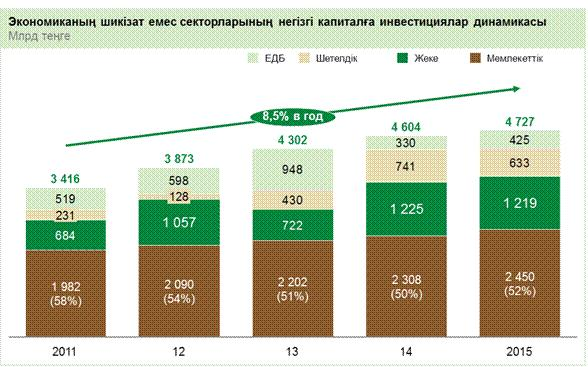 Экономиканың шикізат емес секторларының негізгі капиталға инвестициялар динамикасы
Млрд теңге
ЕДБ Шетелдік Жеке Мемлекеттік
8,5% в год
3 416 3 873 4 302 4 604 4 727
519 598 948 330 425
231 128 430 741 633
684 1 057 722 1 225 1 219
1 982 2 090 2 202 2 308 2 450
(58%) (54%) (51%) (50%) (52%)
2011 12 13 14 2015